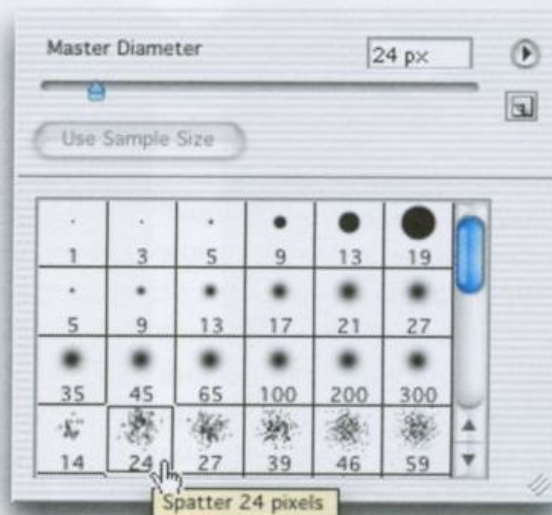 Master Diameter 24 px
Use Sample Size
1 3 5 9 13 19
5 9 13 17 21 27
35 45 65 100 200 300
14 24 27 39 46 59
Spatter 24 pixels